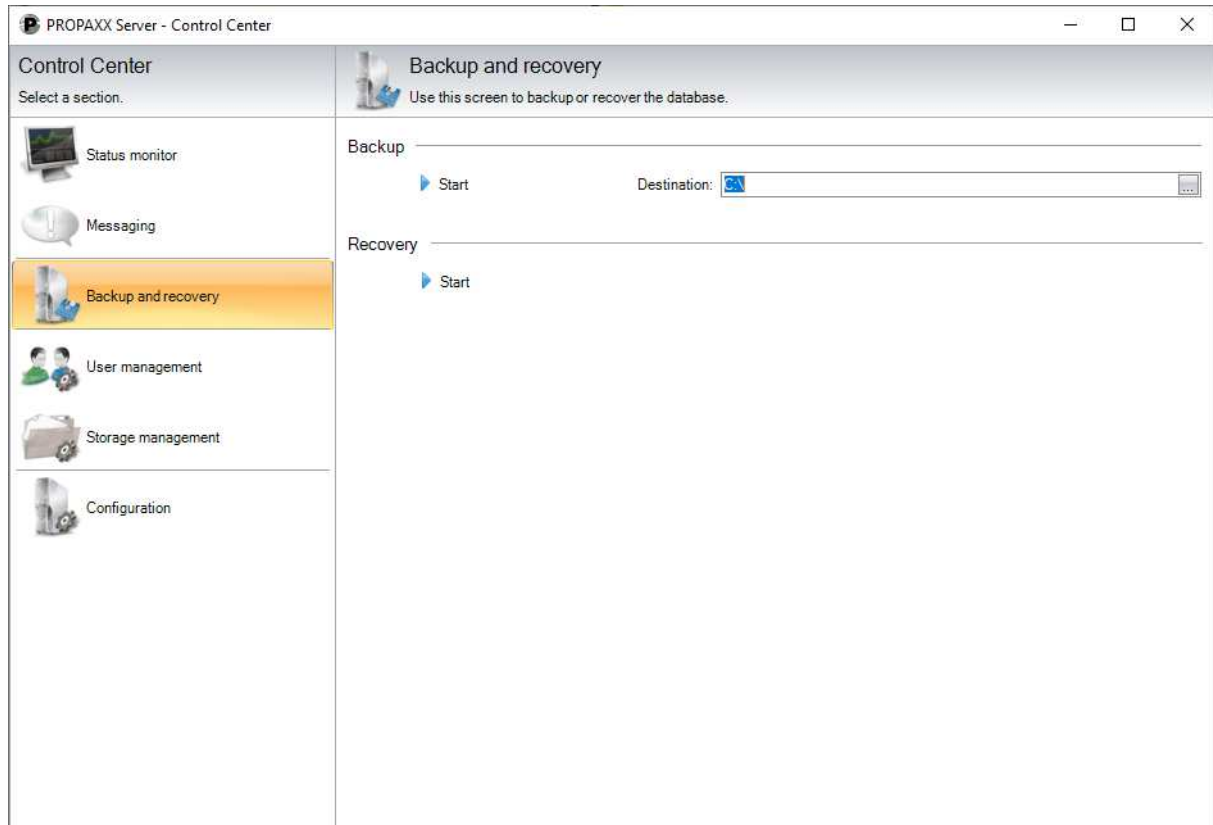 PROPAXX Server - Control Center
Control Center
Select a section.
Status monitor
Messaging
Backup and recovery
User management
Storage management
Configuration
Backup and recovery
Use this screen to backup or recover the database.
Backup
Start Destination: C:\ ...
Recovery
Start